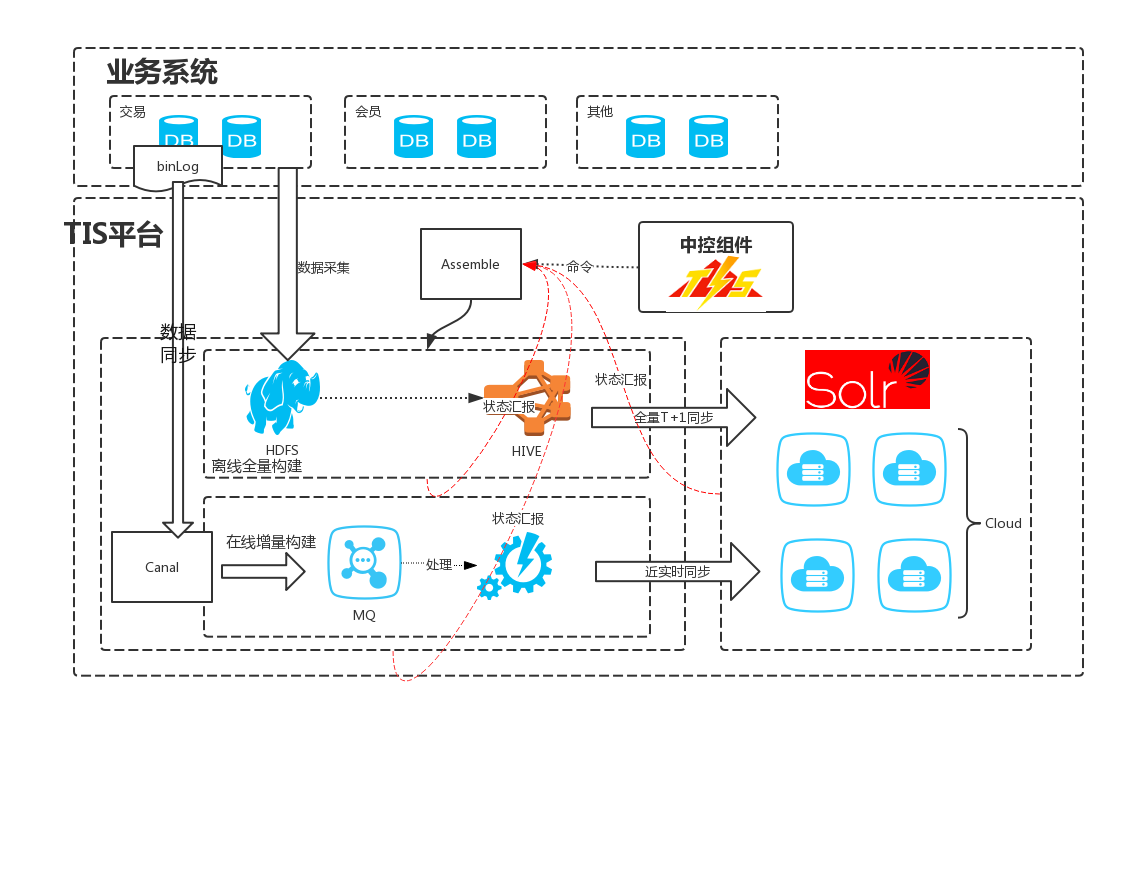 业务系统
交易
会员
其他
DB
DB
DB
DB
DB
DB
binLog
TIS平台
中控组件
TIS
Assemble
命令
数据采集
数据
同步
状态汇报
Solr
状态汇报
全量T+1同步
HDFS
HIVE
离线全量构建
状态汇报
Cloud
在线增量构建
Canal
处理
近实时同步
MQ